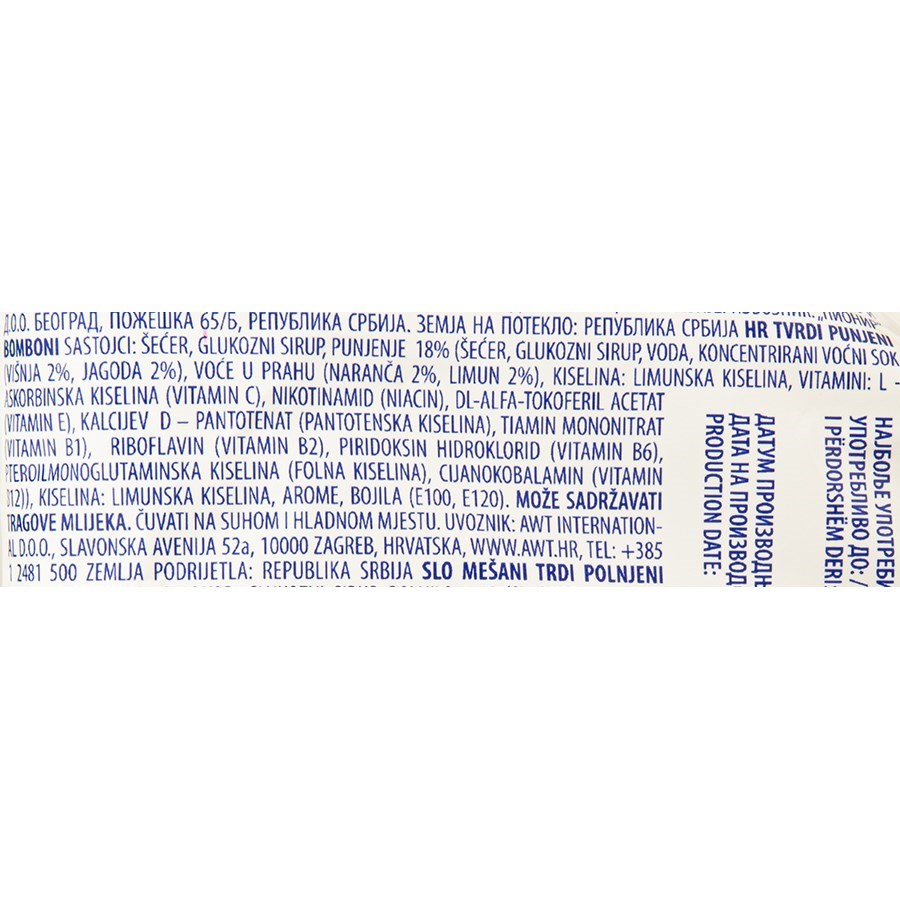 Д.О.О. БЕОГРАД, ПОЖЕШКА 65/Б, РЕПУБЛИКА СРБИЈА. ЗЕМЈА НА ПОТЕКЛО: РЕПУБЛИКА СРБИЈА HR TVRDI PUNJENI
BOMBONI SASTOJCI: ŠEĆER, GLUKOZNI SIRUP, PUNJENJE 18% (ŠEĆER, GLUKOZNI SIRUP, VODA, KONCENTRIRANI VOĆNI SOK
(VIŠNJA 2%, JAGODA 2%), VOĆE U PRAHU (NARANČA 2%, LIMUN 2%), KISELINA: LIMUNSKA KISELINA, VITAMINI: L -
ASKORBINSKA KISELINA (VITAMIN C), NIKOTINAMID (NIACIN), DL-ALFA-TOKOFERIL ACETAT
(VITAMIN E), KALCIJEV D – PANTOTENAT (PANTOTENSKA KISELINA), TIAMIN MONONITRAT
(VITAMIN B1), RIBOFLAVIN (VITAMIN B2), PIRIDOKSIN HIDROKLORID (VITAMIN B6),
PTEROILMONOGLUTAMINSKA KISELINA (FOLNA KISELINA), CIJANOKOBALAMIN (VITAMIN
B12)), KISELINA: LIMUNSKA KISELINA, AROME, BOJILA (E100, E120). MOŽE SADRŽAVATI
TRAGOVE MLIJEKA. ČUVATI NA SUHOM I HLADNOM MJESTU. UVOZNIK: AWT INTERNATION-
AL D.O.O., SLAVONSKA AVENIJA 52a, 10000 ZAGREB, HRVATSKA, WWW.AWT.HR, TEL: +385
1 2481 500 ZEMLJA PODRIJETLA: REPUBLIKA SRBIJA SLO MEŠANI TRDI POLNJENI
НАЈБОЉЕ УПОТРЕБИ
УПОТРЕБЛИВО ДО: /
I PËRDORSHËM DERI
ДАТУМ ПРОИЗВОДЊ
ДАТА НА ПРОИЗВОД
PRODUCTION DATE: